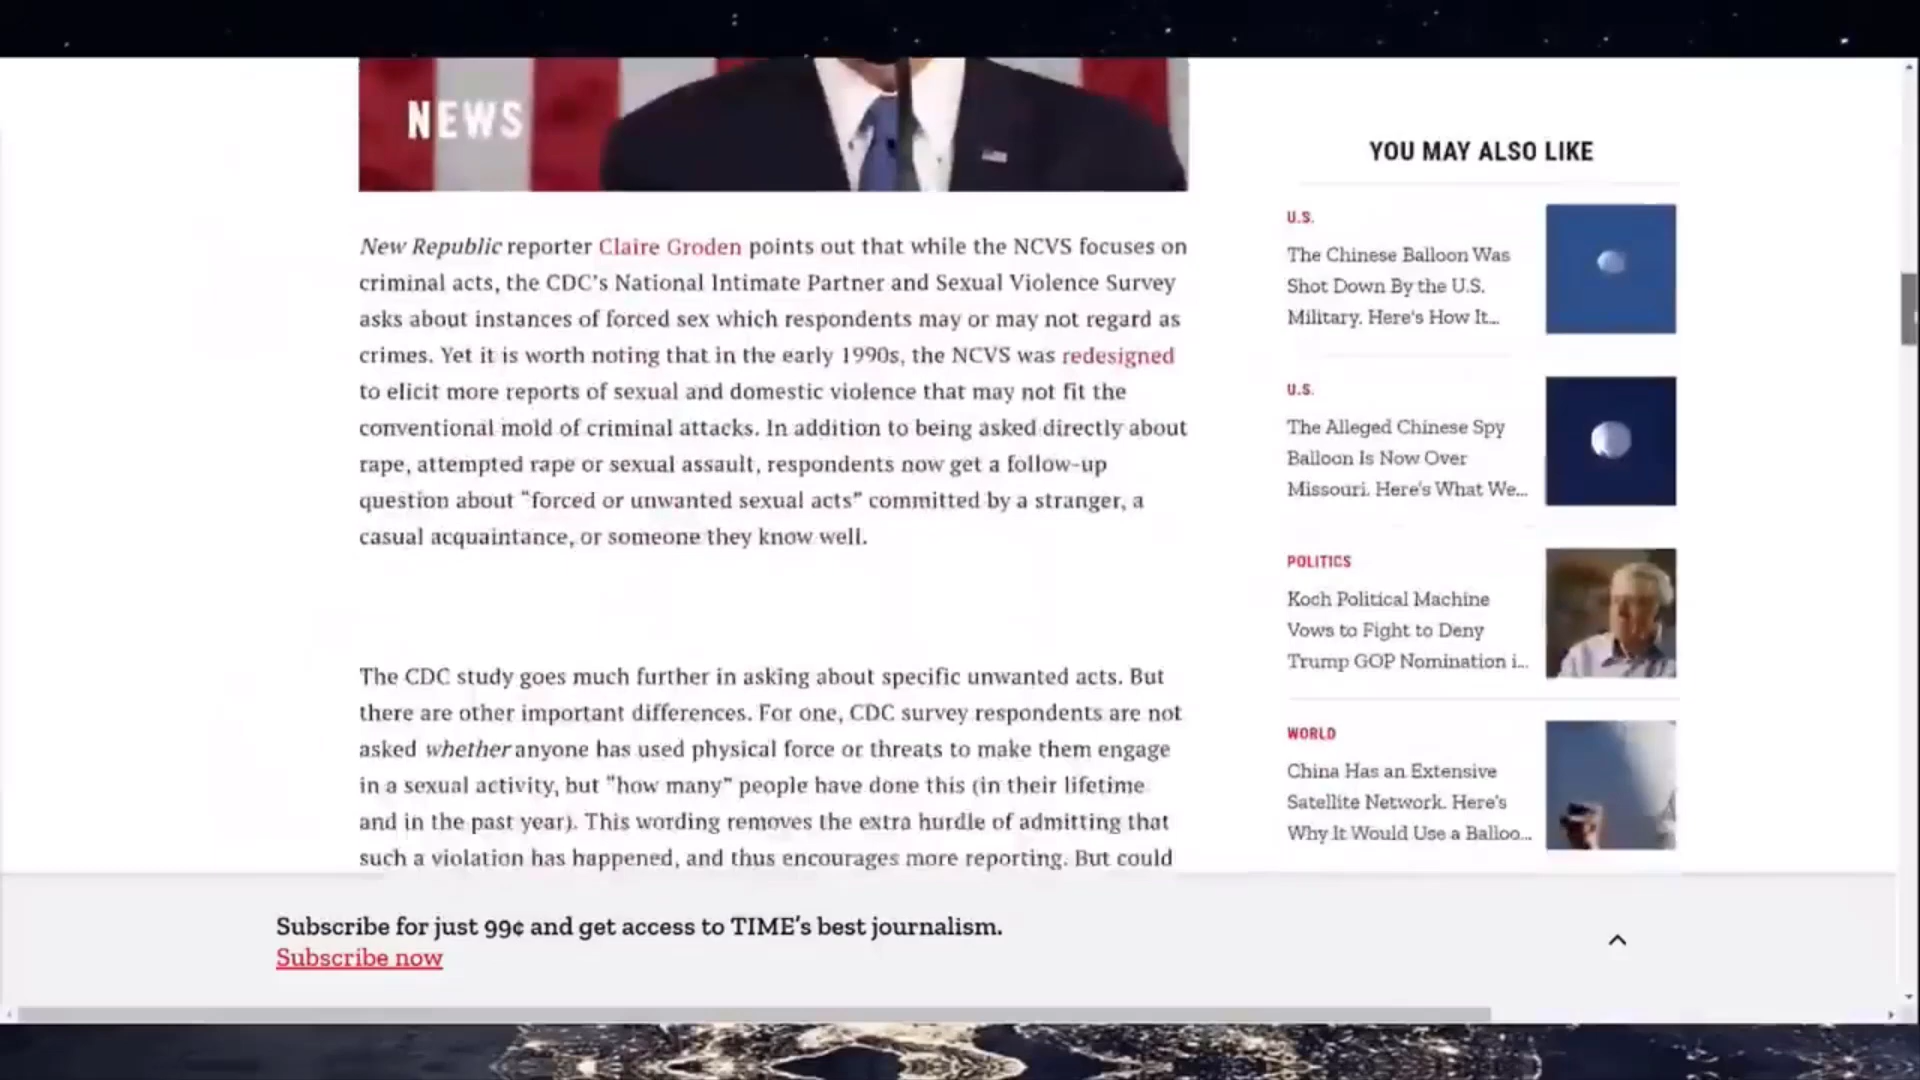 NEWS
New Republic reporter Claire Groden points out that while the NCVS focuses on
criminal acts, the CDC's National Intimate Partner and Sexual Violence Survey
asks about instances of forced sex which respondents may or may not regard as
crimes. Yet it is worth noting that in the early 1990s, the NCVS was redesigned
to elicit more reports of sexual and domestic violence that may not fit the
conventional mold of criminal attacks. In addition to being asked directly about
rape, attempted rape or sexual assault, respondents now get a follow-up
question about "forced or unwanted sexual acts" committed by a stranger, a
casual acquaintance, or someone they know well.
The CDC study goes much further in asking about specific unwanted acts. But
there are other important differences. For one, CDC survey respondents are not
asked whether anyone has used physical force or threats to make them engage
in a sexual activity, but "how many" people have done this (in their lifetime
and in the past year). This wording removes the extra hurdle of admitting that
such a violation has happened, and thus encourages more reporting. But could
YOU MAY ALSO LIKE
U.S.
The Chinese Balloon Was
Shot Down By the U.S.
Military. Here's How It...
U.S.
The Alleged Chinese Spy
Balloon Is Now Over
Missouri. Here's What We...
POLITICS
Koch Political Machine
Vows to Fight to Deny
Trump GOP Nomination i...
WORLD
China Has an Extensive
Satellite Network. Here's
Why It Would Use a Balloo...
Subscribe for just 99¢ and get access to TIME's best journalism.
Subscribe now